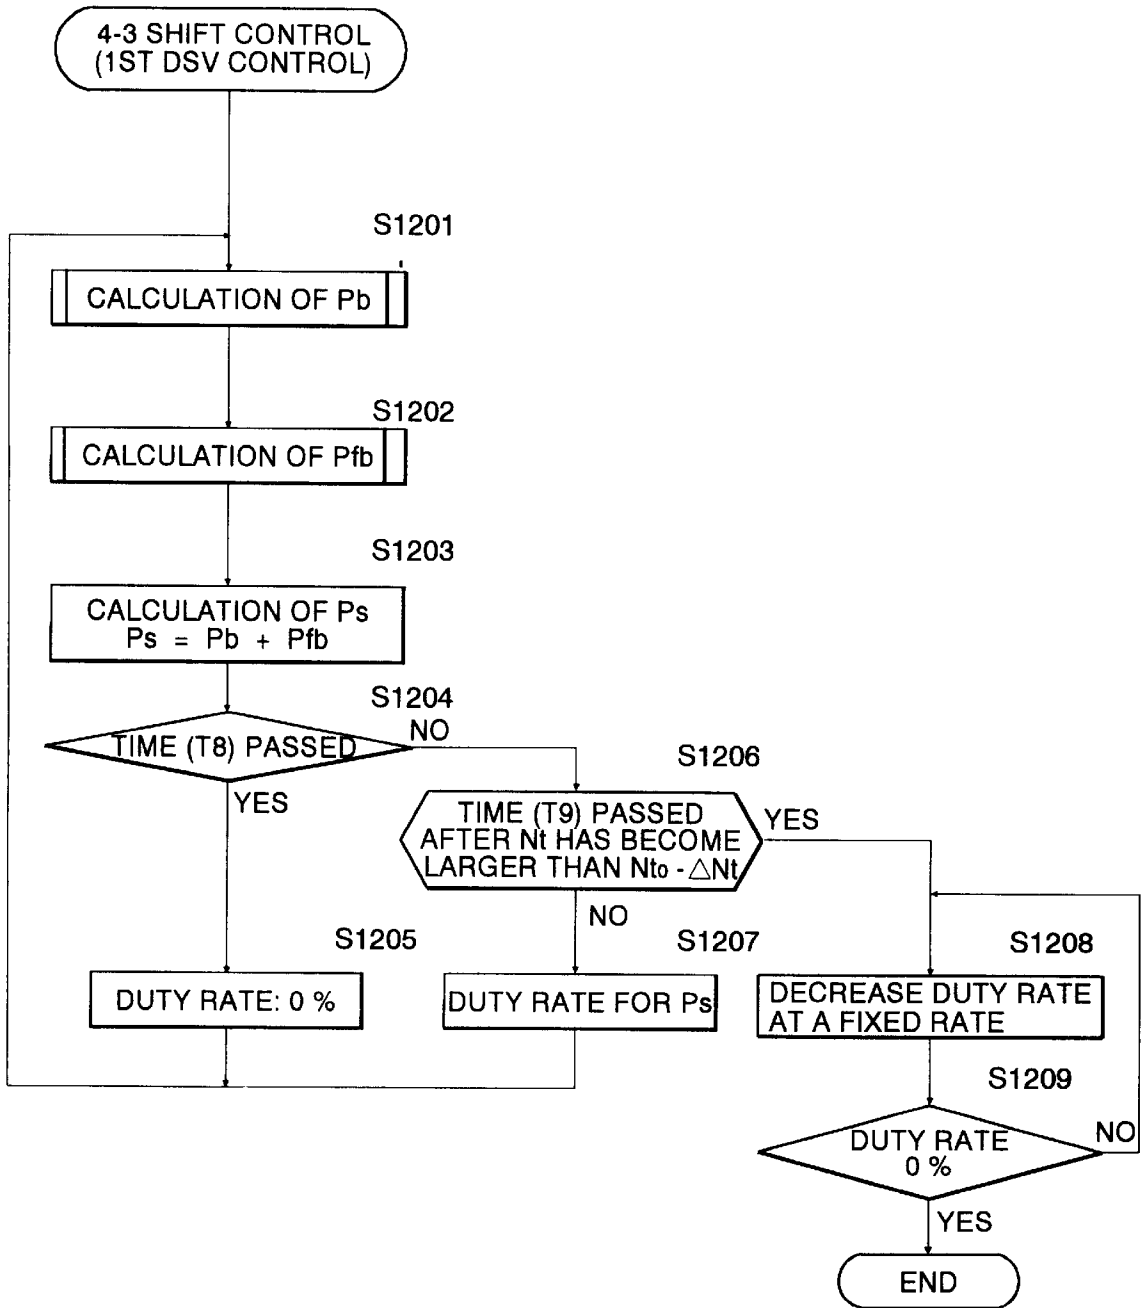 4-3 SHIFT CONTROL
(1ST DSV CONTROL)
S1201
CALCULATION OF Pb
S1202
CALCULATION OF Pfb
S1203
CALCULATION OF Ps
Ps = Pb + Pfb
S1204
TIME (T8) PASSED
NO
YES
S1206
TIME (T9) PASSED
AFTER Nt HAS BECOME
LARGER THAN Nto - △Nt
YES
NO
S1205
DUTY RATE: 0 %
S1207
DUTY RATE FOR Ps
S1208
DECREASE DUTY RATE
AT A FIXED RATE
S1209
DUTY RATE
0 %
NO
YES
END